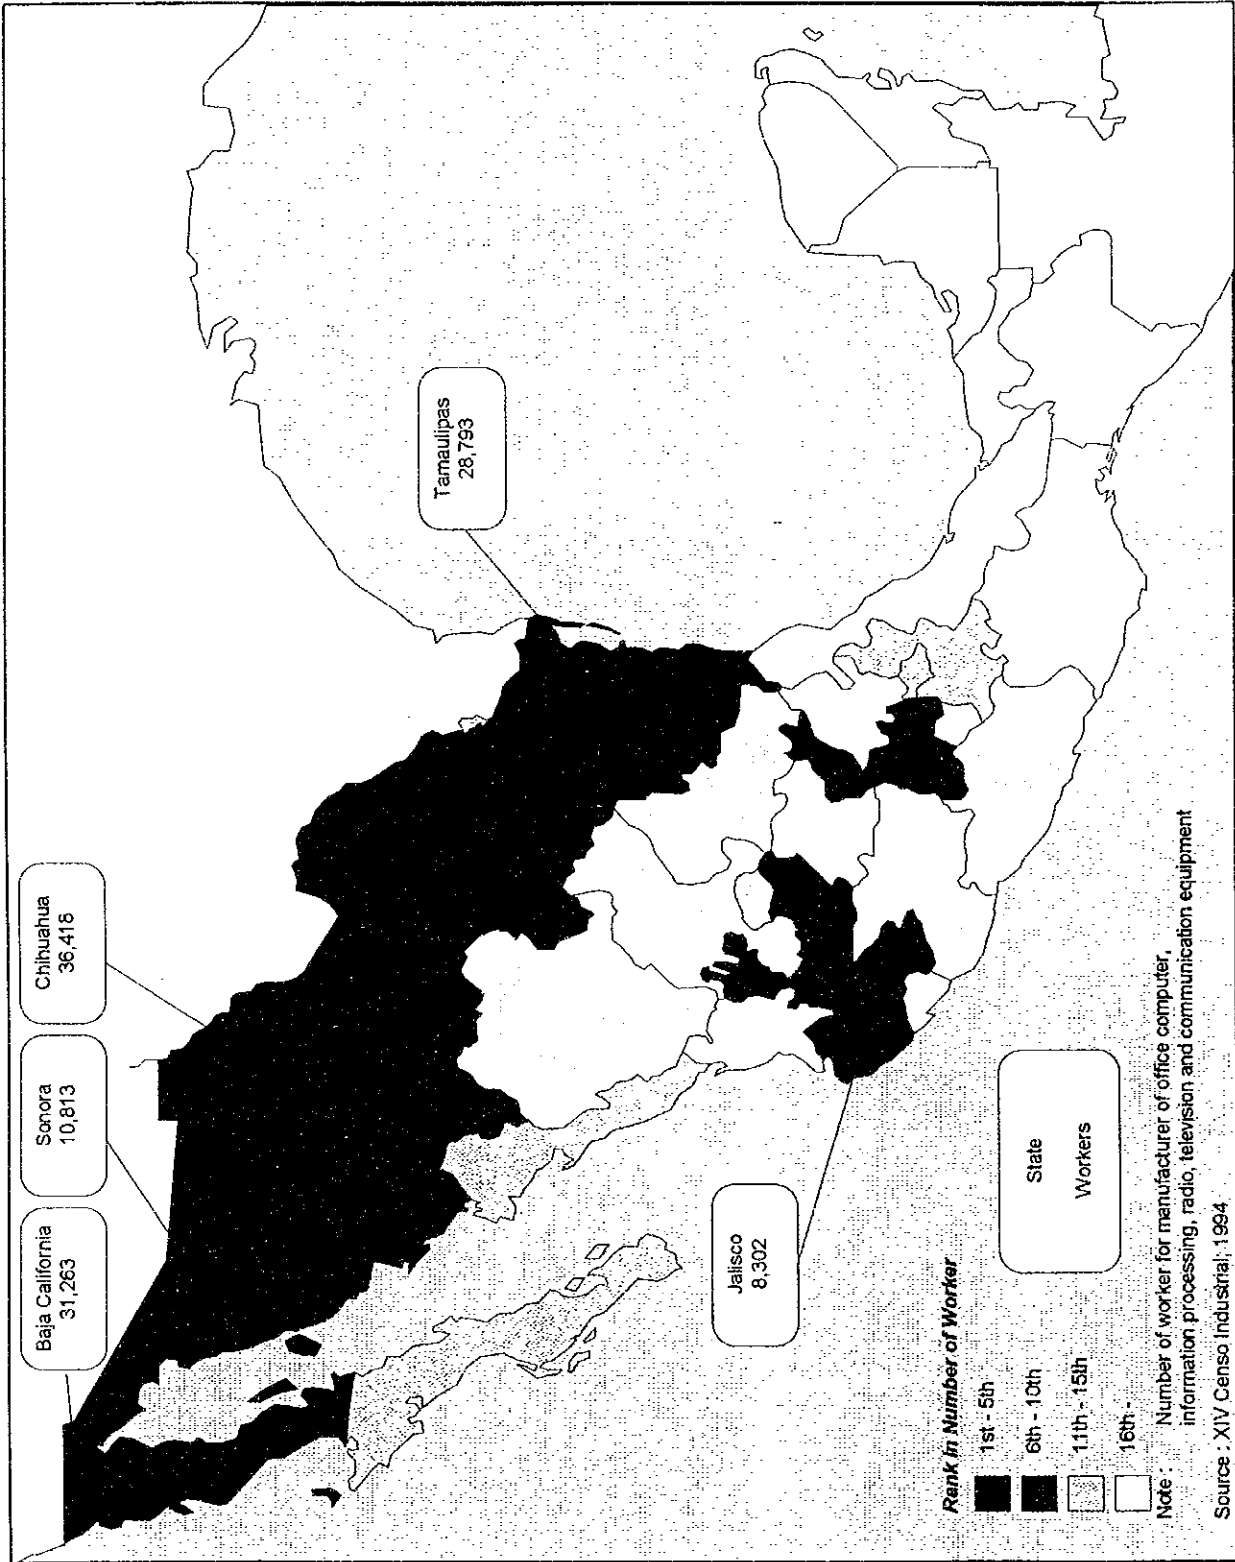 Baja California
31,263
Sonora
10,813
Chihuahua
36,418
Tamaulipas
28,793
Jalisco
8,302
Rank in Number of Worker
1st - 5th
6th - 10th
11th - 15th
16th -
State
Workers
Note : Number of worker for manufacturer of office computer,
information processing, radio, television and communication equipment
Source : XIV Censo Industrial, 1994